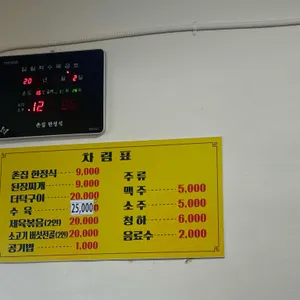 촌집 한정식
차림표
촌집 한정식 9,000
된장찌개 9,000
더덕구이 20,000
수육 25,000
제육볶음(2인) 20,000
소고기 버섯전골(2인) 20,000
공기밥 1,000
주류
맥주 5,000
소주 5,000
청하 6,000
음료수 2,000